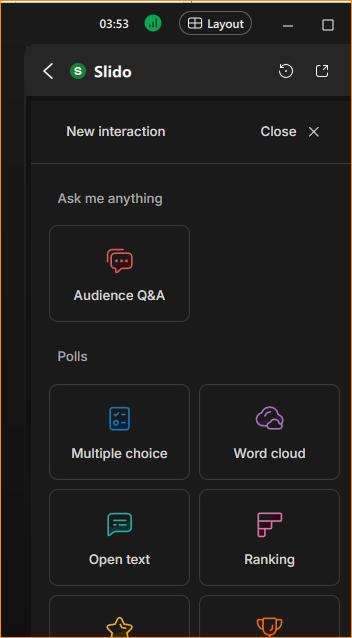 03:53 Layout
S Slido
New interaction Close
Ask me anything
Audience Q&A
Polls
Multiple choice Word cloud
Open text Ranking